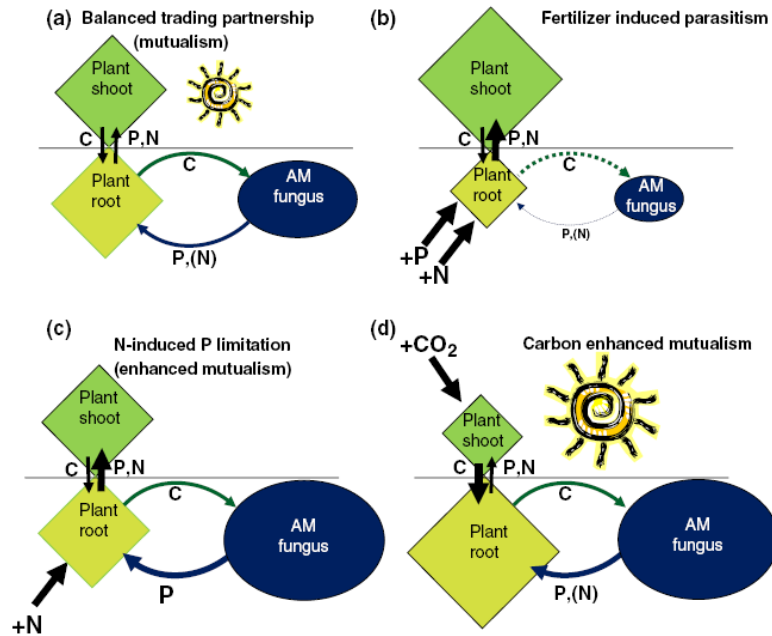 (a) Balanced trading partnership
(mutualism)
Plant
shoot
C P,N
Plant
root
C
AM
fungus
P,(N)
(b) Fertilizer induced parasitism
Plant
shoot
C P,N
Plant
root
C
AM
fungus
P,(N)
+P
+N
(c) N-induced P limitation
(enhanced mutualism)
Plant
shoot
C P,N
Plant
root
C
AM
fungus
P
+N
(d) Carbon enhanced mutualism
+CO₂
Plant
shoot
C P,N
Plant
root
C
AM
fungus
P,(N)